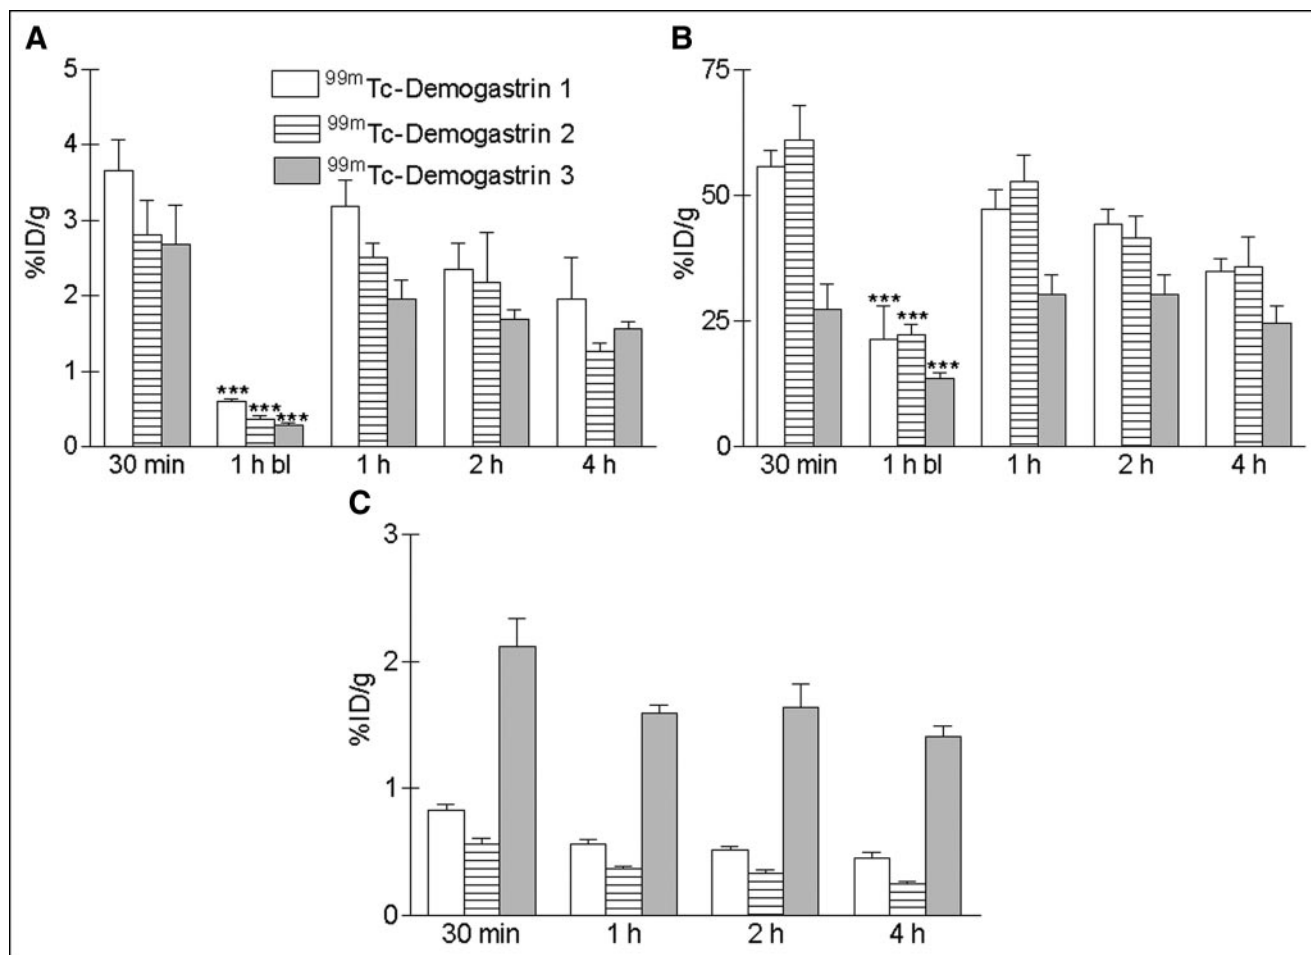 A
5
4
3
2
1
0
%ID/g
99mTc-Demogastrin 1
99mTc-Demogastrin 2
99mTc-Demogastrin 3
***
***
***
30 min
1 h bl
1 h
2 h
4 h
B
75
50
25
0
%ID/g
***
***
***
30 min
1 h bl
1 h
2 h
4 h
C
3
2
1
0
%ID/g
30 min
1 h
2 h
4 h